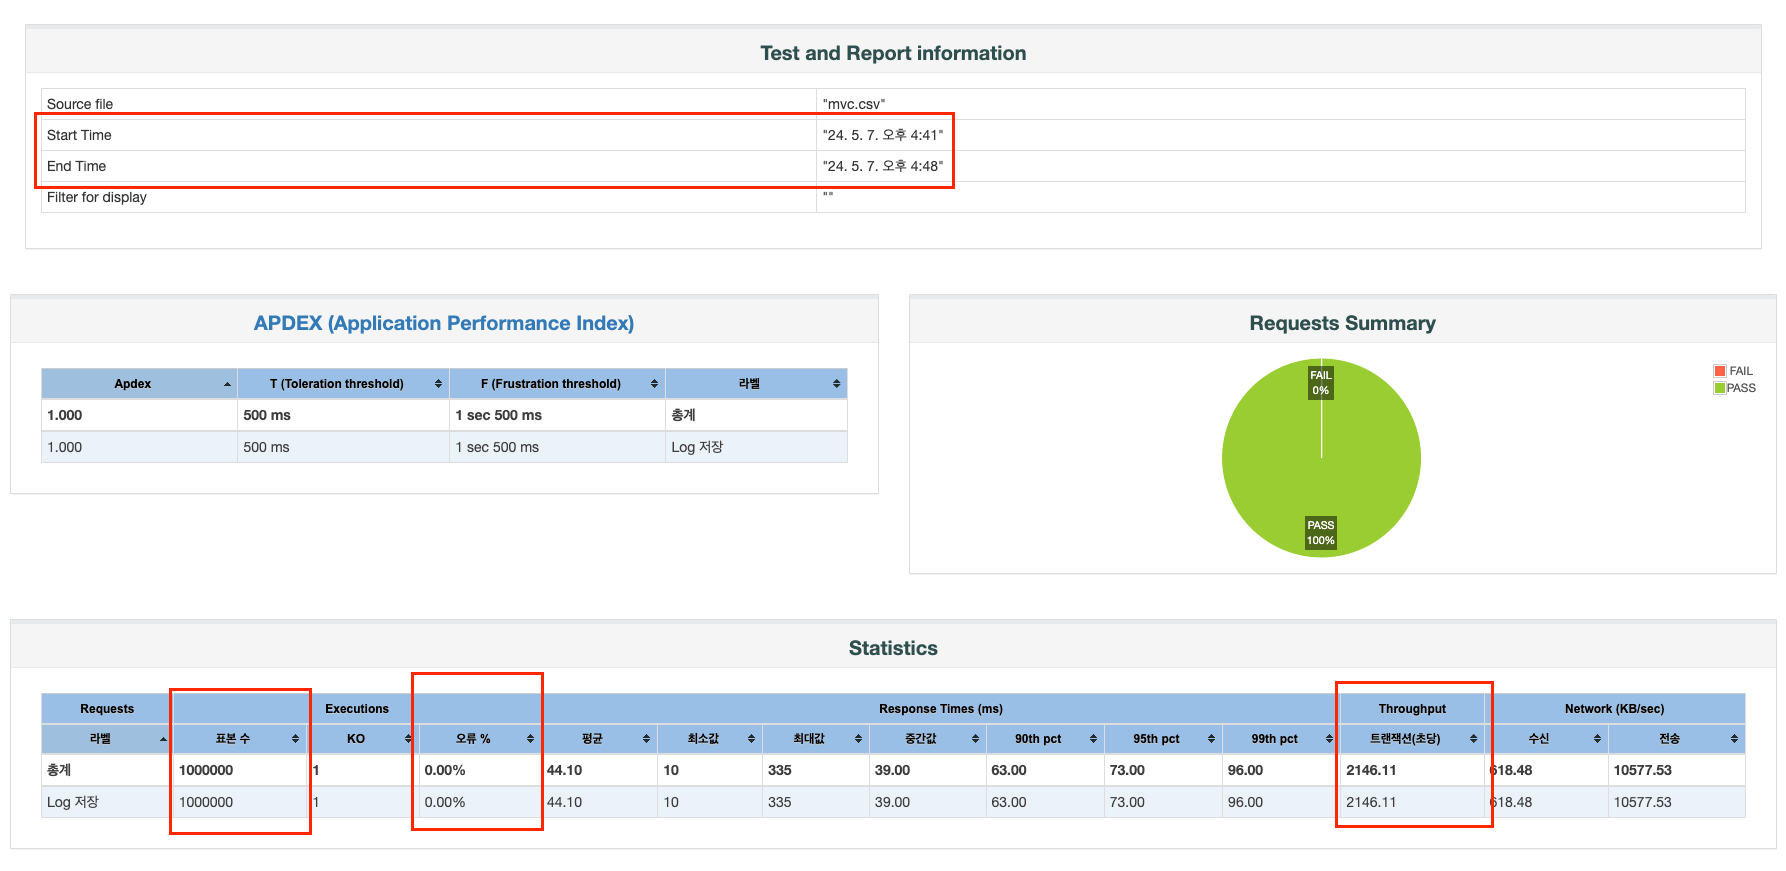 Test and Report information
Source file "mvc.csv"
Start Time "24. 5. 7. 오후 4:41"
End Time "24. 5. 7. 오후 4:48"
Filter for display ""
APDEX (Application Performance Index)
Apdex T (Toleration threshold) F (Frustration threshold) 라벨
1.000 500 ms 1 sec 500 ms 총계
1.000 500 ms 1 sec 500 ms Log 저장
Requests Summary
FAIL
0%
PASS
100%
FAIL
PASS
Statistics
Requests Executions Response Times (ms) Throughput Network (KB/sec)
라벨 표본 수 KO 오류 % 평균 최소값 최대값 중간값 90th pct 95th pct 99th pct 트랜잭션(초당) 수신 전송
총계 1000000 1 0.00% 44.10 10 335 39.00 63.00 73.00 96.00 2146.11 618.48 10577.53
Log 저장 1000000 1 0.00% 44.10 10 335 39.00 63.00 73.00 96.00 2146.11 618.48 10577.53